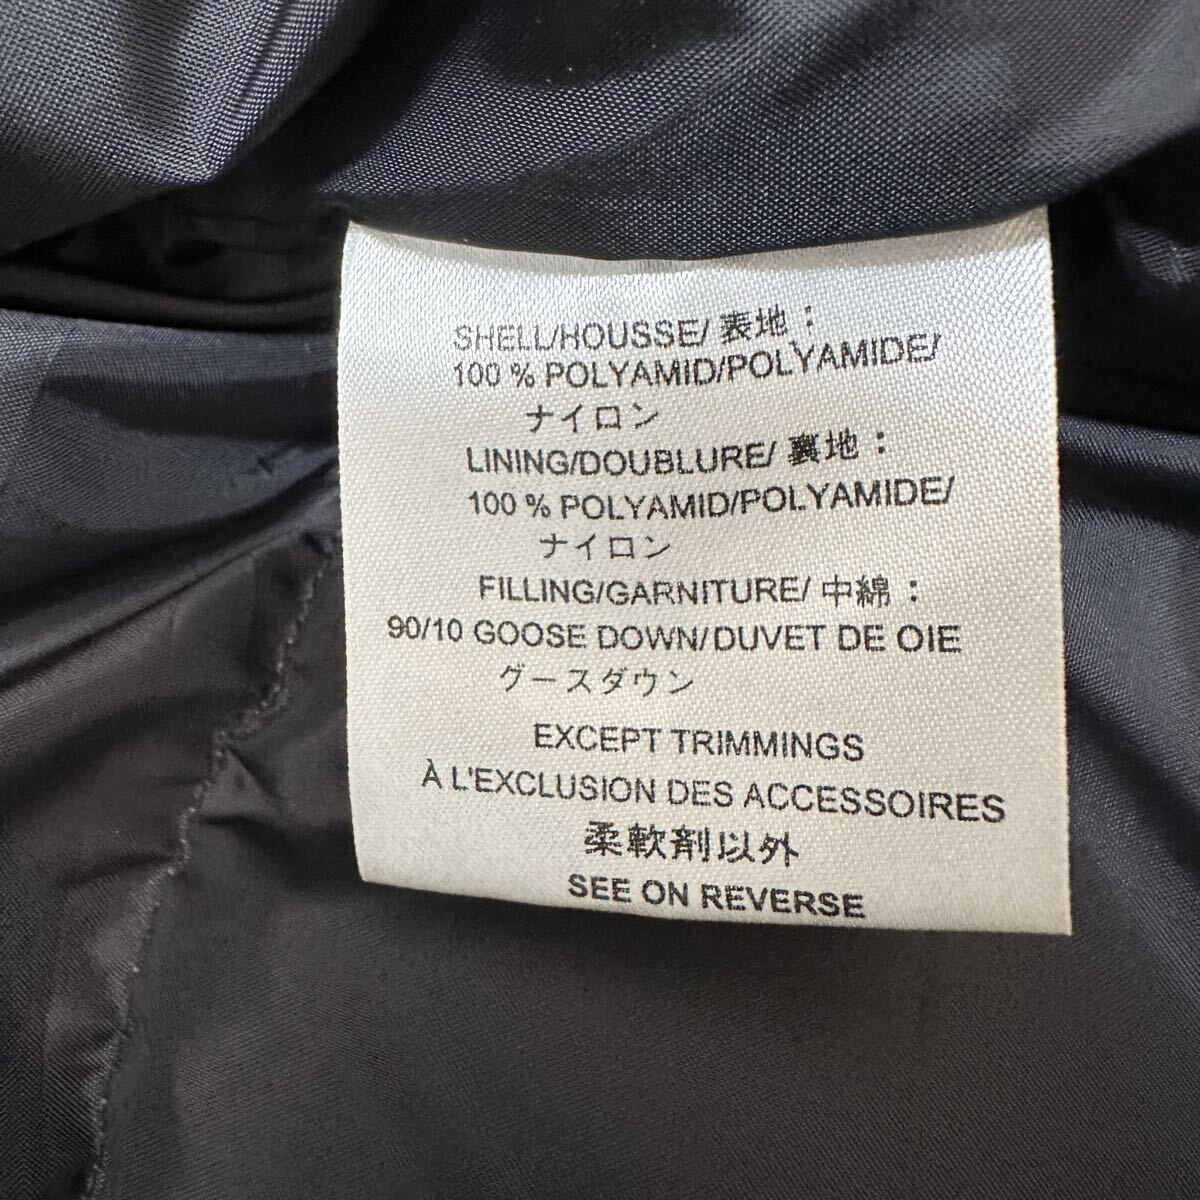 SHELL/HOUSSE/ 表地：
100 % POLYAMID/POLYAMIDE/
ナイロン
LINING/DOUBLURE/ 裏地：
100 % POLYAMID/POLYAMIDE/
ナイロン
FILLING/GARNITURE/ 中綿：
90/10 GOOSE DOWN/DUVET DE OIE
グースダウン
EXCEPT TRIMMINGS
À L'EXCLUSION DES ACCESSOIRES
柔軟剤以外
SEE ON REVERSE